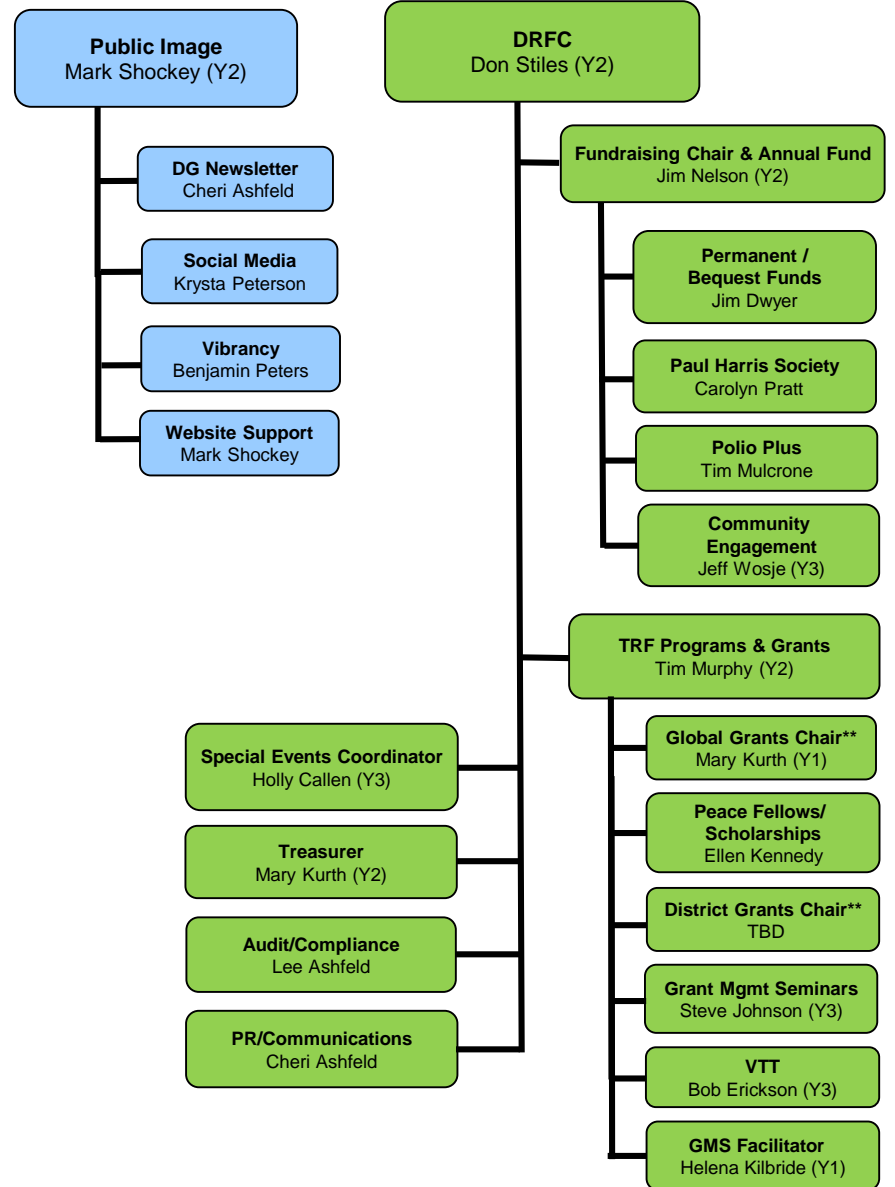 Public Image
Mark Shockey (Y2)
DG Newsletter
Cheri Ashfeld
Social Media
Krysta Peterson
Vibrancy
Benjamin Peters
Website Support
Mark Shockey
DRFC
Don Stiles (Y2)
Fundraising Chair & Annual Fund
Jim Nelson (Y2)
Permanent /
Bequest Funds
Jim Dwyer
Paul Harris Society
Carolyn Pratt
Polio Plus
Tim Mulcrone
Community
Engagement
Jeff Wosje (Y3)
TRF Programs & Grants
Tim Murphy (Y2)
Global Grants Chair**
Mary Kurth (Y1)
Peace Fellows/
Scholarships
Ellen Kennedy
District Grants Chair**
TBD
Grant Mgmt Seminars
Steve Johnson (Y3)
VTT
Bob Erickson (Y3)
GMS Facilitator
Helena Kilbride (Y1)
Special Events Coordinator
Holly Callen (Y3)
Treasurer
Mary Kurth (Y2)
Audit/Compliance
Lee Ashfeld
PR/Communications
Cheri Ashfeld